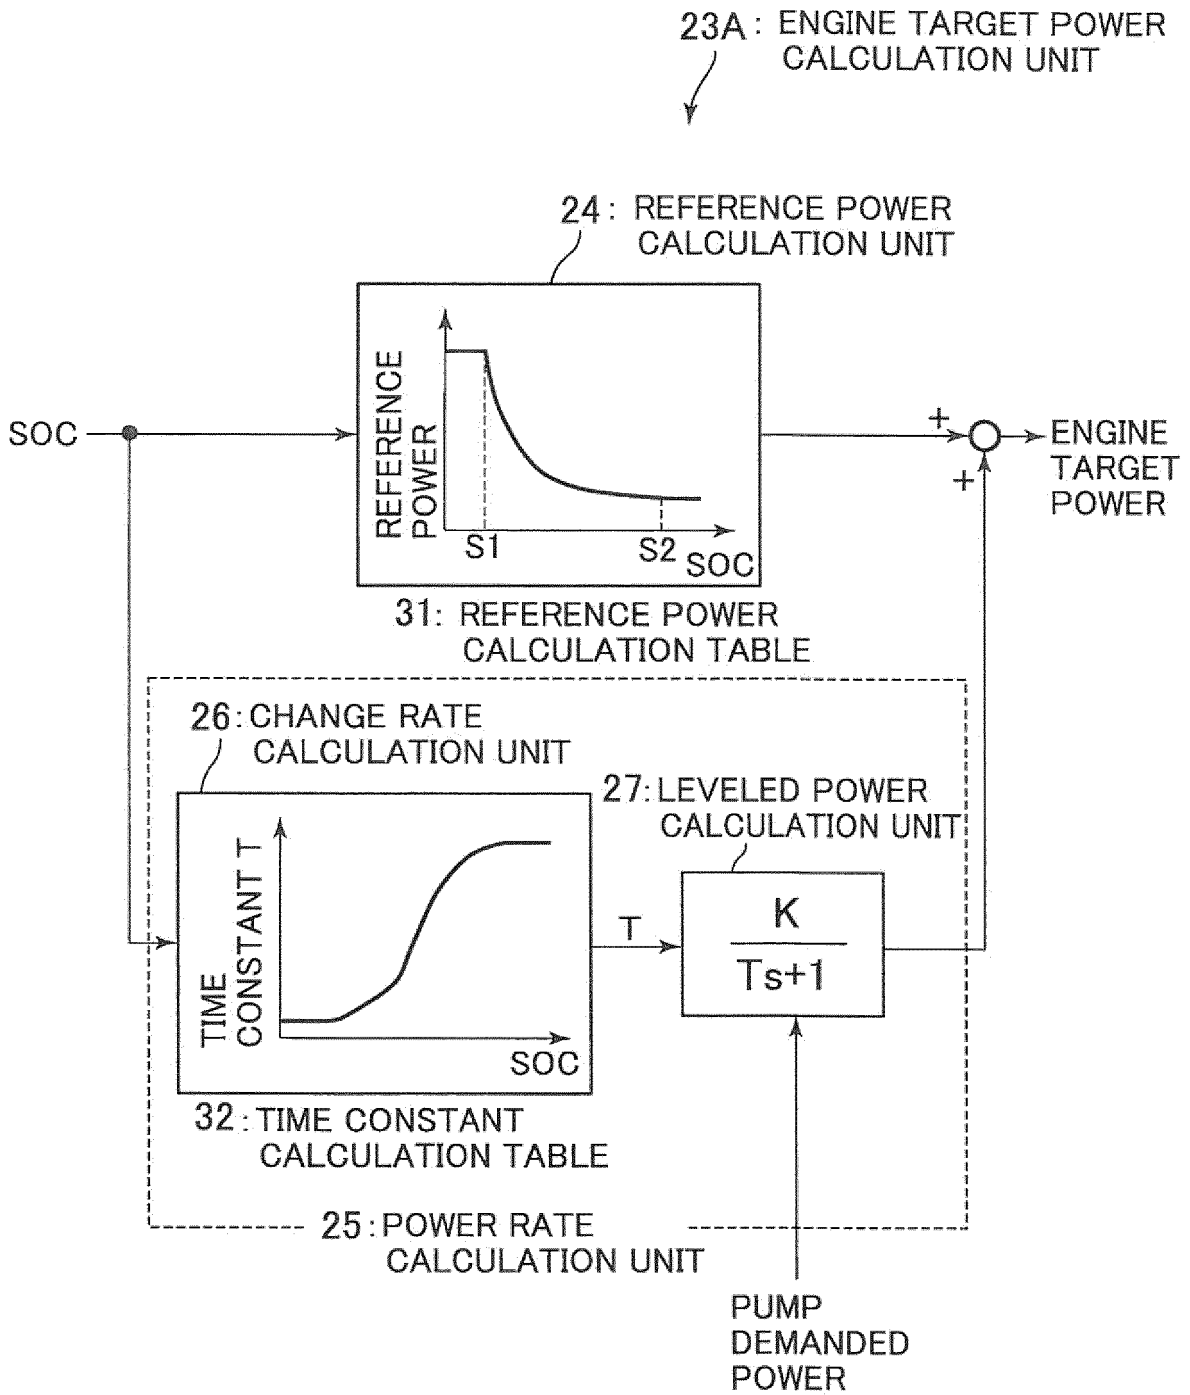 23A: ENGINE TARGET POWER
CALCULATION UNIT
24: REFERENCE POWER
CALCULATION UNIT
REFERENCE
POWER
S1
S2
SOC
SOC
+
+
ENGINE
TARGET
POWER
31: REFERENCE POWER
CALCULATION TABLE
26: CHANGE RATE
CALCULATION UNIT
27: LEVELED POWER
CALCULATION UNIT
TIME
CONSTANT T
SOC
T
K
Ts+1
32: TIME CONSTANT
CALCULATION TABLE
25: POWER RATE
CALCULATION UNIT
PUMP
DEMANDED
POWER